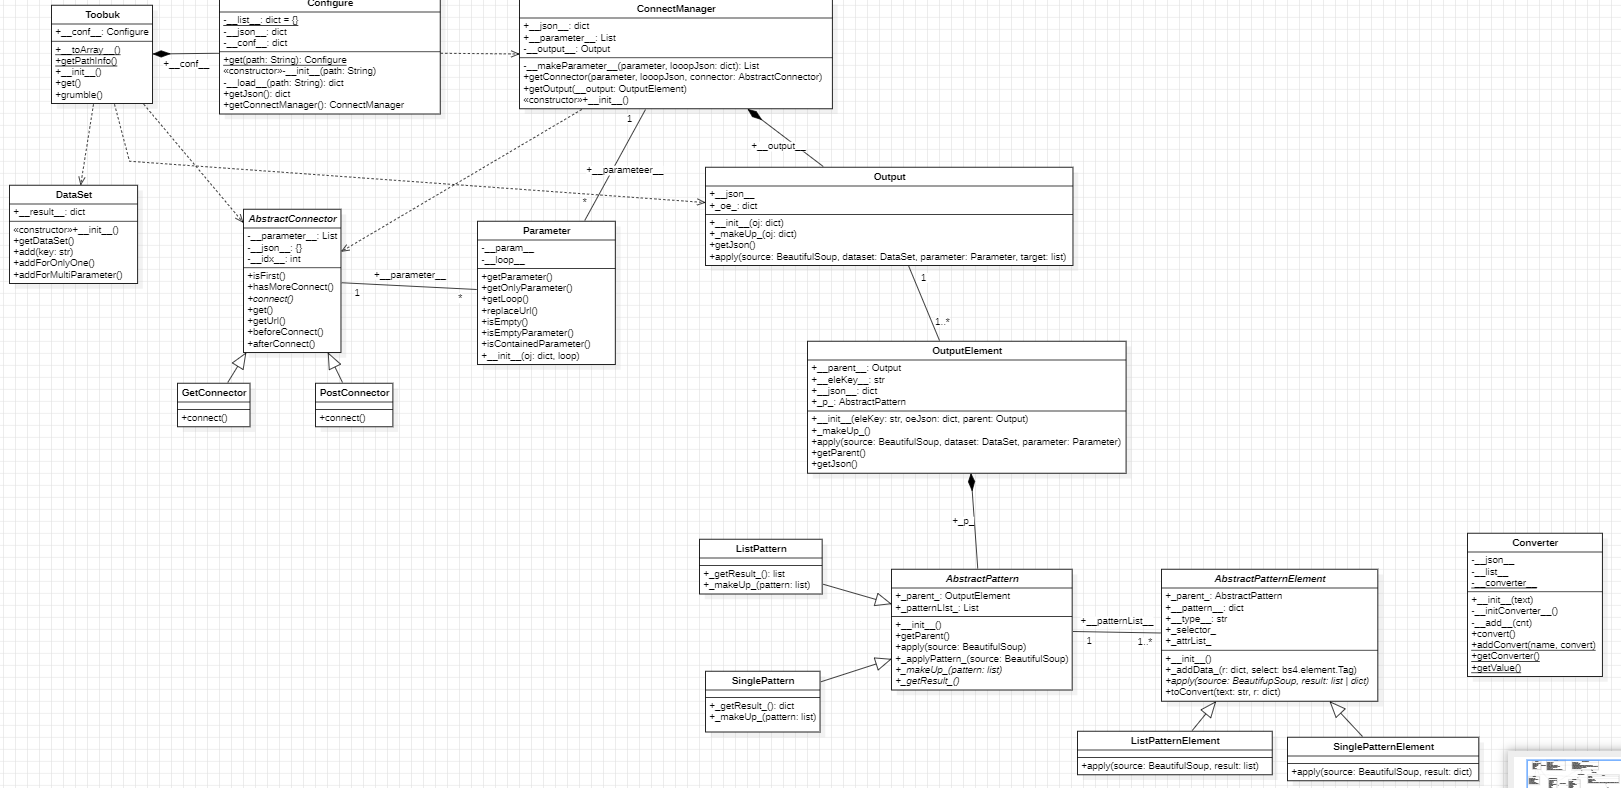 Toobuk
+__conf__: Configure
+__toArray__()
+getPathInfo()
+__init__()
+get()
+grumble()
+__conf__
Configure
-__list__: dict = {}
-__json__: dict
-__conf__: dict
+get(path: String): Configure
«constructor»-__init__(path: String)
-__load__(path: String): dict
+getJson(): dict
+getConnectManager(): ConnectManager
ConnectManager
+__json__: dict
+__parameter__: List
-__output__: Output
-__makeParameter__(parameter, looopJson: dict): List
+getConnector(parameter, looopJson, connector: AbstractConnector)
+getOutput(__output: OutputElement)
«constructor»+__init__()
1
+__parameteer__
*
+__output__
DataSet
+__result__: dict
«constructor»+__init__()
+getDataSet()
+add(key: str)
+addForOnlyOne()
+addForMultiParameter()
AbstractConnector
-__parameter__: List
-__json__: {}
-__idx__: int
+isFirst()
+hasMoreConnect()
+connect()
+get()
+getUrl()
+beforeConnect()
+afterConnect()
+__parameter__
1
*
Parameter
-__param__
-__loop__
+getParameter()
+getOnlyParameter()
+getLoop()
+replaceUrl()
+isEmpty()
+isEmptyParameter()
+isContainedParameter()
+__init__(oj: dict, loop)
Output
+__json__
+_oe_: dict
+__init__(oj: dict)
+_makeUp_(oj: dict)
+getJson()
+apply(source: BeautifulSoup, dataset: DataSet, parameter: Parameter, target: list)
1
1..*
GetConnector
+connect()
PostConnector
+connect()
OutputElement
+__parent__: Output
+__eleKey__: str
+__json__: dict
+_p_: AbstractPattern
+__init__(eleKey: str, oeJson: dict, parent: Output)
+_makeUp_()
+apply(source: BeautifulSoup, dataset: DataSet, parameter: Parameter)
+getParent()
+getJson()
+_p_
ListPattern
+_getResult_(): list
+_makeUp_(pattern: list)
SinglePattern
+_getResult_(): dict
+_makeUp_(pattern: list)
AbstractPattern
+_parent_: OutputElement
+_patternLIst_: List
+__init__()
+getParent()
+apply(source: BeautifulSoup)
+_applyPattern_(source: BeautifulSoup)
+_makeUp_(pattern: list)
+_getResult_()
+__patternList__
1
1..*
AbstractPatternElement
+_parent_: AbstractPattern
+__pattern__: dict
+__type__: str
+_selector_
+_attrList_
+__init__()
+_addData_(r: dict, select: bs4.element.Tag)
+apply(source: BeautifupSoup, result: list | dict)
+toConvert(text: str, r: dict)
ListPatternElement
+apply(source: BeautifulSoup, result: list)
SinglePatternElement
+apply(source: BeautifulSoup, result: dict)
Converter
-__json__
-__list__
-__converter__
+__init__(text)
-__initConverter__()
-__add__(cnt)
+convert()
+addConvert(name, convert)
+getConverter()
+getValue()